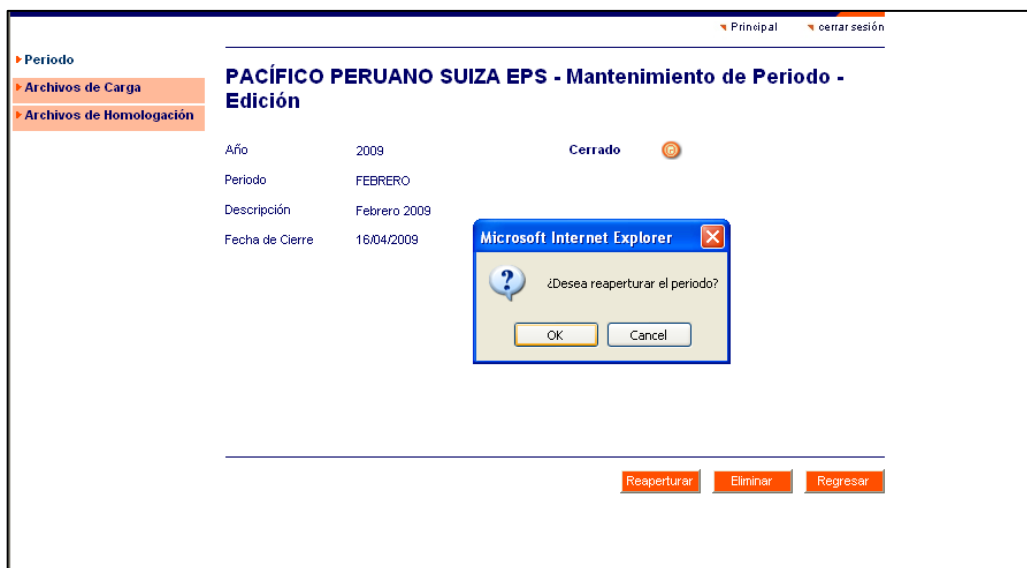 Principal cerrar sesión
Periodo
Archivos de Carga
Archivos de Homologación
PACÍFICO PERUANO SUIZA EPS - Mantenimiento de Periodo -
Edición
Año 2009 Cerrado
Periodo FEBRERO
Descripción Febrero 2009
Fecha de Cierre 16/04/2009
Microsoft Internet Explorer
¿Desea reaperturar el periodo?
OK Cancel
Reaperturar Eliminar Regresar